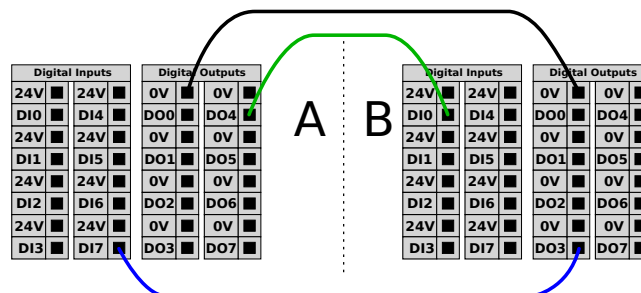 Digital Inputs Digital Outputs Digital Inputs Digital Outputs
24V 24V 0V 0V 24V 24V 0V 0V
DI0 DI4 DO0 DO4 A B DI0 DI4 DO0 DO4
24V 24V 0V 0V 24V 24V 0V 0V
DI1 DI5 DO1 DO5 DI1 DI5 DO1 DO5
24V 24V 0V 0V 24V 24V 0V 0V
DI2 DI6 DO2 DO6 DI2 DI6 DO2 DO6
24V 24V 0V 0V 24V 24V 0V 0V
DI3 DI7 DO3 DO7 DI3 DI7 DO3 DO7